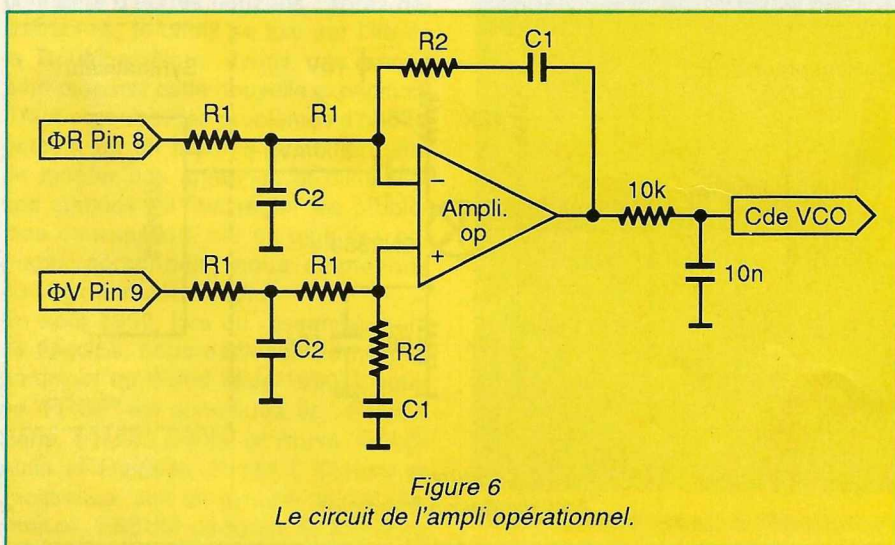 R2 C1
R1 R1
ΦR Pin 8
C2
−
Ampli.
op
+
10k
Cde VCO
10n
R1 R1
ΦV Pin 9
C2
R2
C1
Figure 6
Le circuit de l'ampli opérationnel.